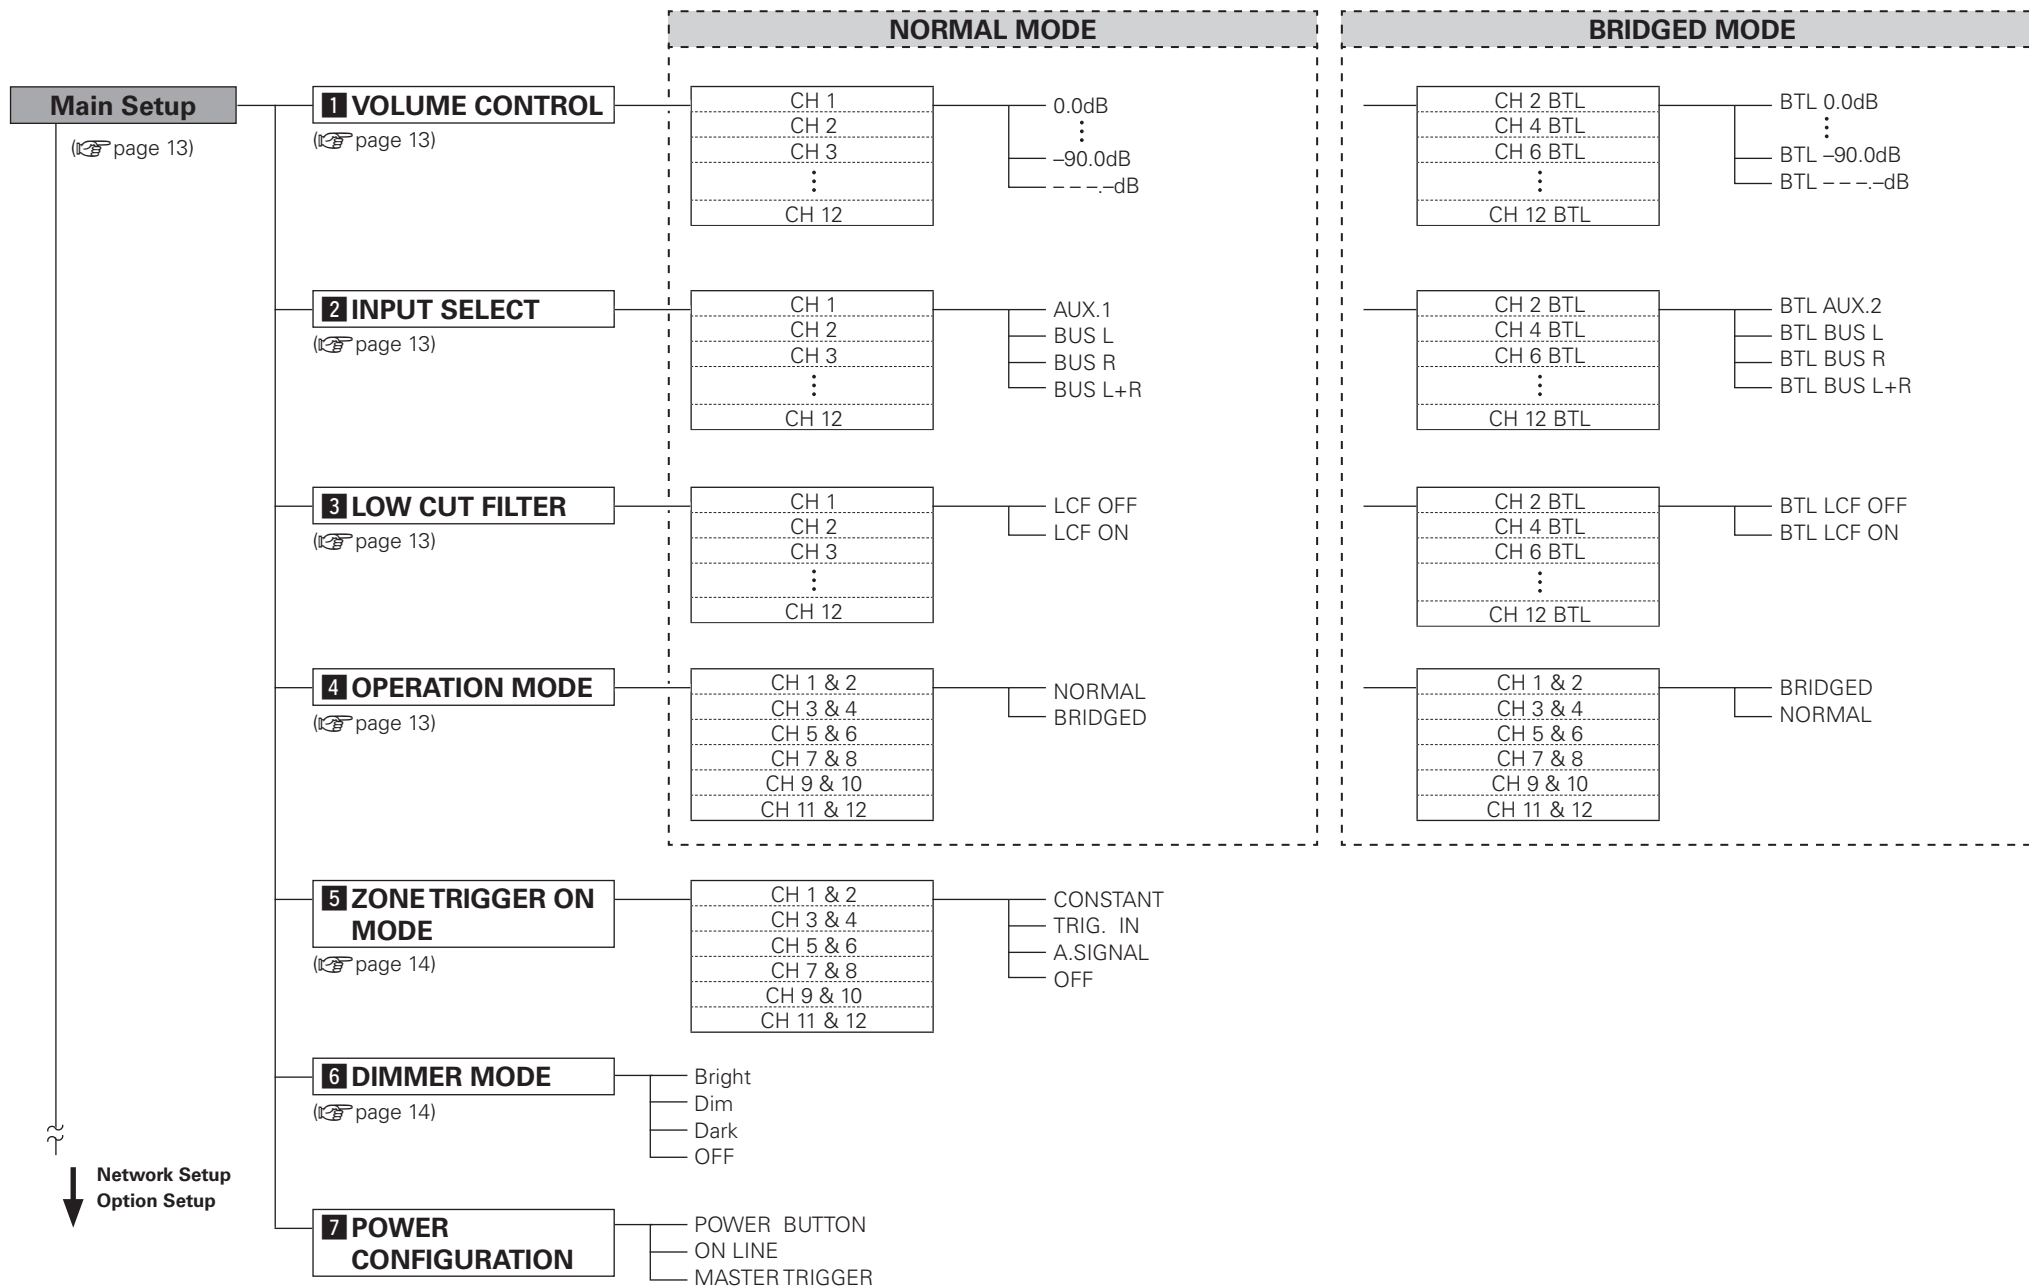 NORMAL MODE
BRIDGED MODE
Main Setup
(☞ page 13)
1 VOLUME CONTROL
(☞ page 13)
CH 1
CH 2
CH 3
⋮
CH 12
0.0dB
⋮
–90.0dB
– – –.–dB
CH 2 BTL
CH 4 BTL
CH 6 BTL
⋮
CH 12 BTL
BTL 0.0dB
⋮
BTL –90.0dB
BTL – – –.–dB
2 INPUT SELECT
(☞ page 13)
CH 1
CH 2
CH 3
⋮
CH 12
AUX.1
BUS L
BUS R
BUS L+R
CH 2 BTL
CH 4 BTL
CH 6 BTL
⋮
CH 12 BTL
BTL AUX.2
BTL BUS L
BTL BUS R
BTL BUS L+R
3 LOW CUT FILTER
(☞ page 13)
CH 1
CH 2
CH 3
⋮
CH 12
LCF OFF
LCF ON
CH 2 BTL
CH 4 BTL
CH 6 BTL
⋮
CH 12 BTL
BTL LCF OFF
BTL LCF ON
4 OPERATION MODE
(☞ page 13)
CH 1 & 2
CH 3 & 4
CH 5 & 6
CH 7 & 8
CH 9 & 10
CH 11 & 12
NORMAL
BRIDGED
CH 1 & 2
CH 3 & 4
CH 5 & 6
CH 7 & 8
CH 9 & 10
CH 11 & 12
BRIDGED
NORMAL
5 ZONE TRIGGER ON
MODE
(☞ page 14)
CH 1 & 2
CH 3 & 4
CH 5 & 6
CH 7 & 8
CH 9 & 10
CH 11 & 12
CONSTANT
TRIG. IN
A.SIGNAL
OFF
6 DIMMER MODE
(☞ page 14)
Bright
Dim
Dark
OFF
Network Setup
Option Setup
7 POWER
CONFIGURATION
POWER BUTTON
ON LINE
MASTER TRIGGER